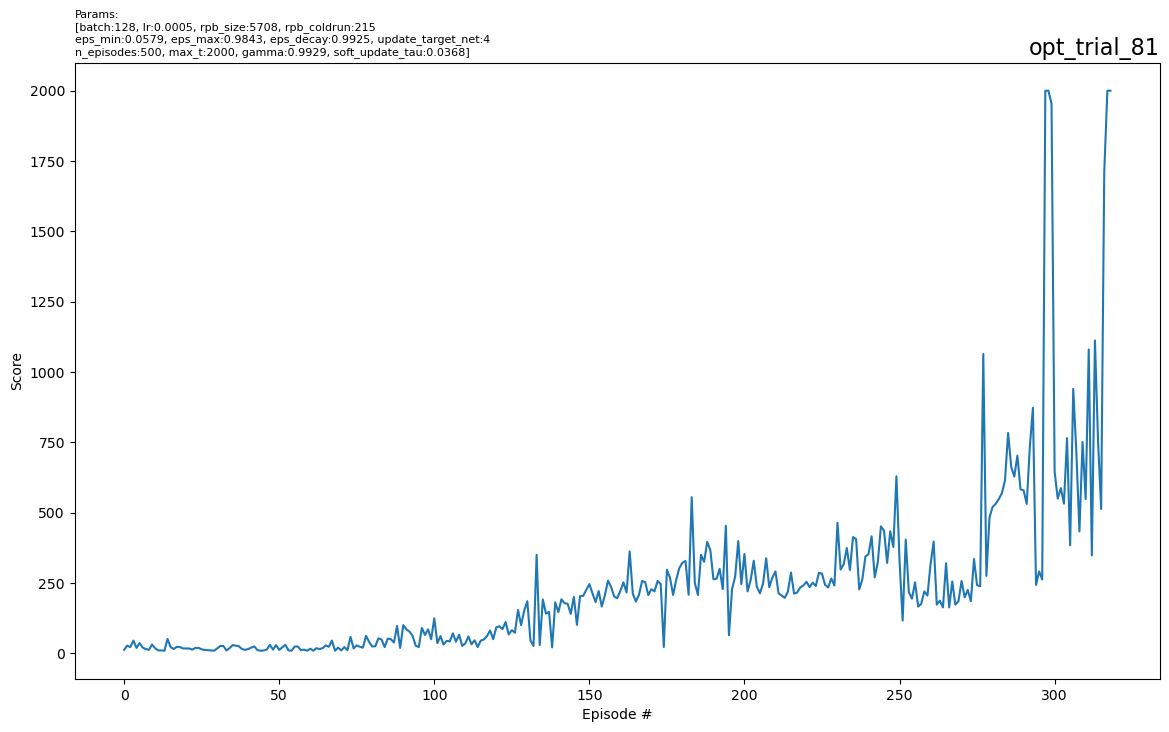 Params:
[batch:128, lr:0.0005, rpb_size:5708, rpb_coldrun:215
eps_min:0.0579, eps_max:0.9843, eps_decay:0.9925, update_target_net:4
n_episodes:500, max_t:2000, gamma:0.9929, soft_update_tau:0.0368]
opt_trial_81
2000
1750
1500
1250
1000
750
500
250
0
Score
0 50 100 150 200 250 300
Episode #